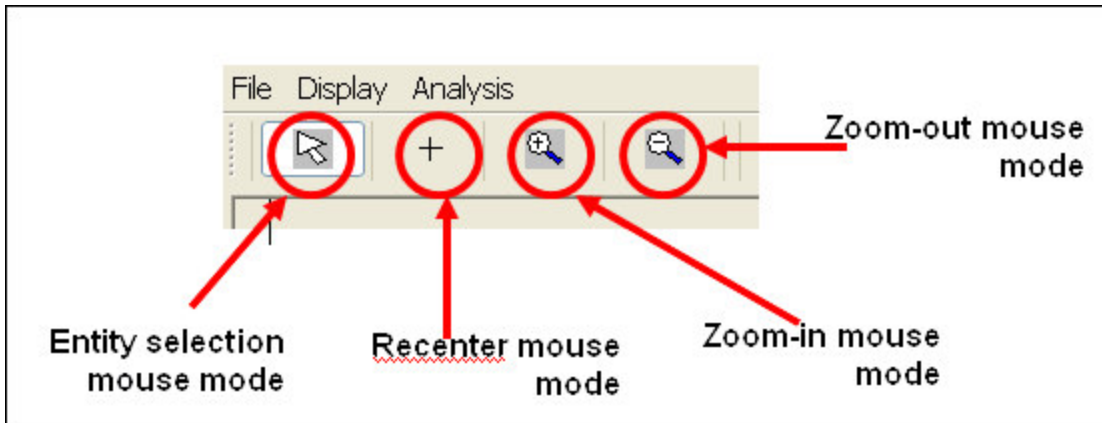 File Display Analysis
Zoom-out mouse
mode
Entity selection
mouse mode
Recenter mouse
mode
Zoom-in mouse
mode